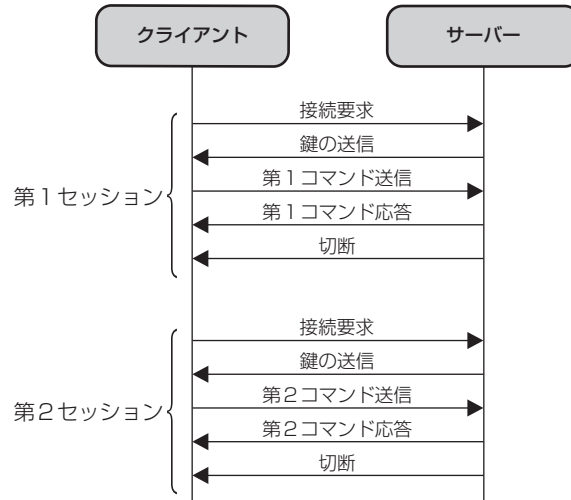 クライアント
サーバー
接続要求
鍵の送信
第1セッション
第1コマンド送信
第1コマンド応答
切断
接続要求
鍵の送信
第2セッション
第2コマンド送信
第2コマンド応答
切断